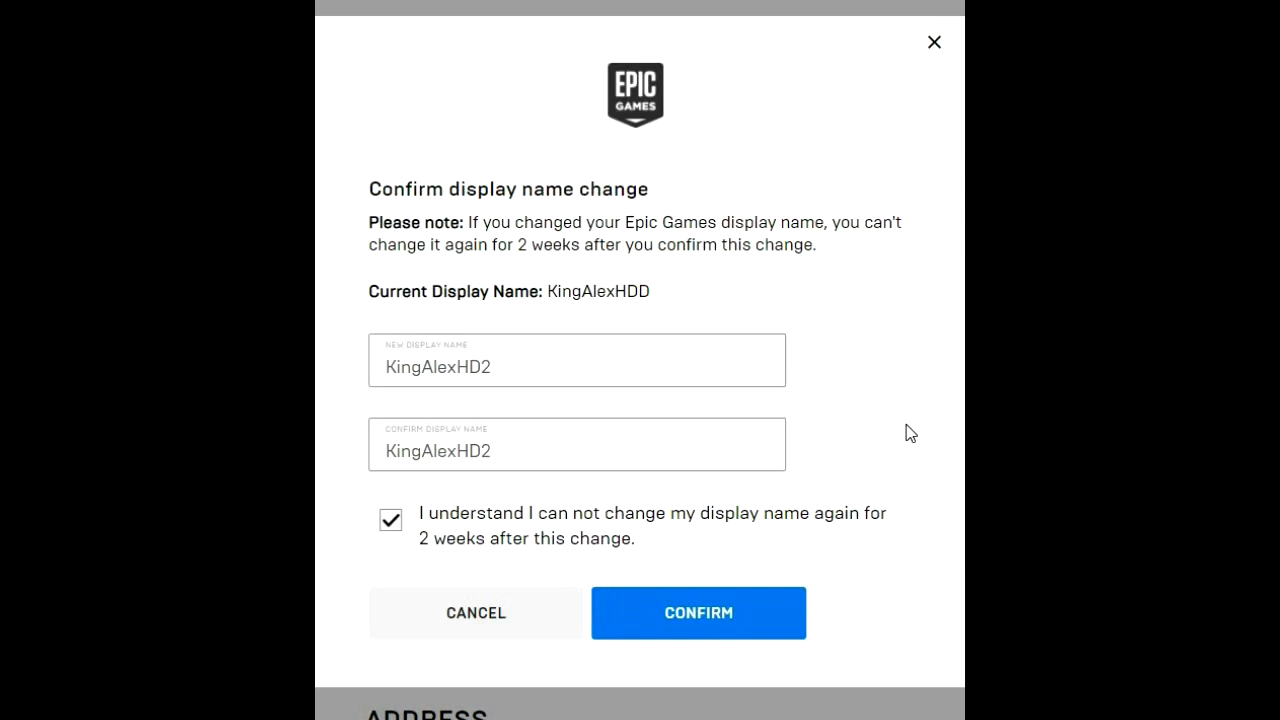 EPIC
GAMES
Confirm display name change
Please note: If you changed your Epic Games display name, you can't
change it again for 2 weeks after you confirm this change.
Current Display Name: KingAlexHDD
NEW DISPLAY NAME
KingAlexHD2
CONFIRM DISPLAY NAME
KingAlexHD2
I understand I can not change my display name again for
2 weeks after this change.
CANCEL CONFIRM
ADDRESS